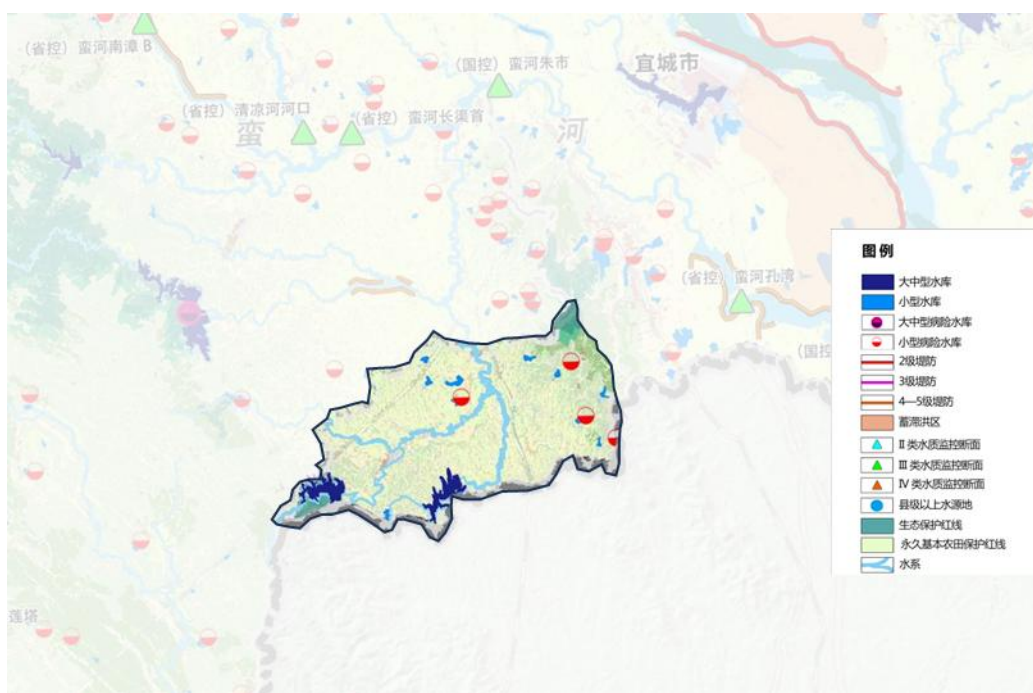 (省控) 蛮河南漳 B
(国控) 蛮河朱市
宜城市
(省控) 清凉河河口
(省控) 蛮河长渠首
蛮
河
(省控) 蛮河孔湾
(国控
莲塔
图例
大中型水库
小型水库
大中型病险水库
小型病险水库
2级堤防
3级堤防
4—5级堤防
蓄滞洪区
II 类水质监控断面
III 类水质监控断面
IV 类水质监控断面
县级以上水源地
生态保护红线
永久基本农田保护红线
水系